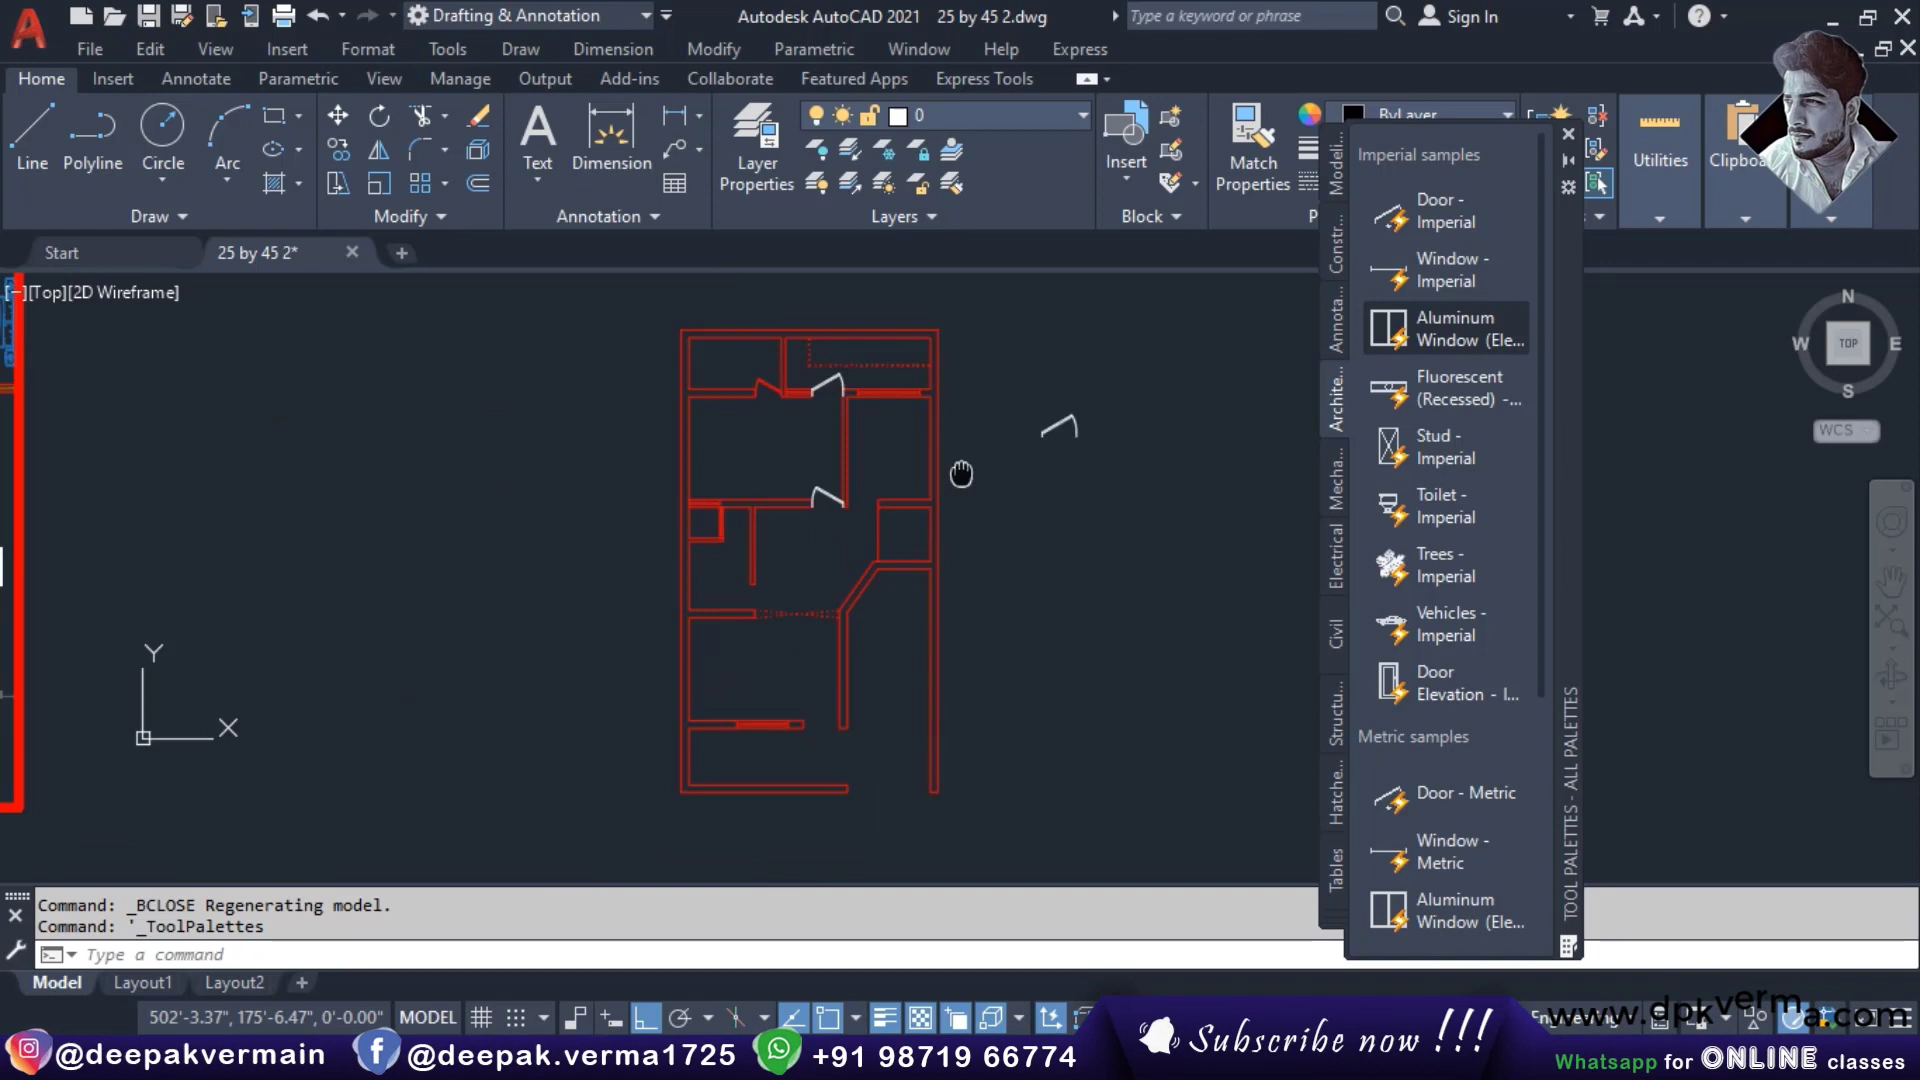 Drafting & Annotation
Autodesk AutoCAD 2021 25 by 45 2.dwg
Type a keyword or phrase
Sign In
File Edit View Insert Format Tools Draw Dimension Modify Parametric Window Help Express
Home Insert Annotate Parametric View Manage Output Add-ins Collaborate Featured Apps Express Tools
0
ByLayer
Line Polyline Circle Arc
Text Dimension
Layer Properties
Insert
Match Properties
Utilities
Draw Modify Annotation Layers Block
Start
25 by 45 2*
[−][Top][2D Wireframe]
N
W TOP E
S
WCS
Y
X
Modeli...
Constr...
Annota...
Archite...
Mecha...
Electrical
Civil
Structu...
Hatche...
Tables
Imperial samples
Door - Imperial
Window - Imperial
Aluminum Window (Ele...
Fluorescent (Recessed) -...
Stud - Imperial
Toilet - Imperial
Trees - Imperial
Vehicles - Imperial
Door Elevation - I...
Metric samples
Door - Metric
Window - Metric
Aluminum Window (Ele...
TOOL PALETTES - ALL PALETTES
Command: _BCLOSE Regenerating model.
Command: '_ToolPalettes
Type a command
Model Layout1 Layout2
502'-3.37", 175'-6.47", 0'-0.00" MODEL
www.dpkverma.com
@deepakvermain
@deepak.verma1725
+91 98719 66774
Subscribe now !!!
Whatsapp for ONLINE classes